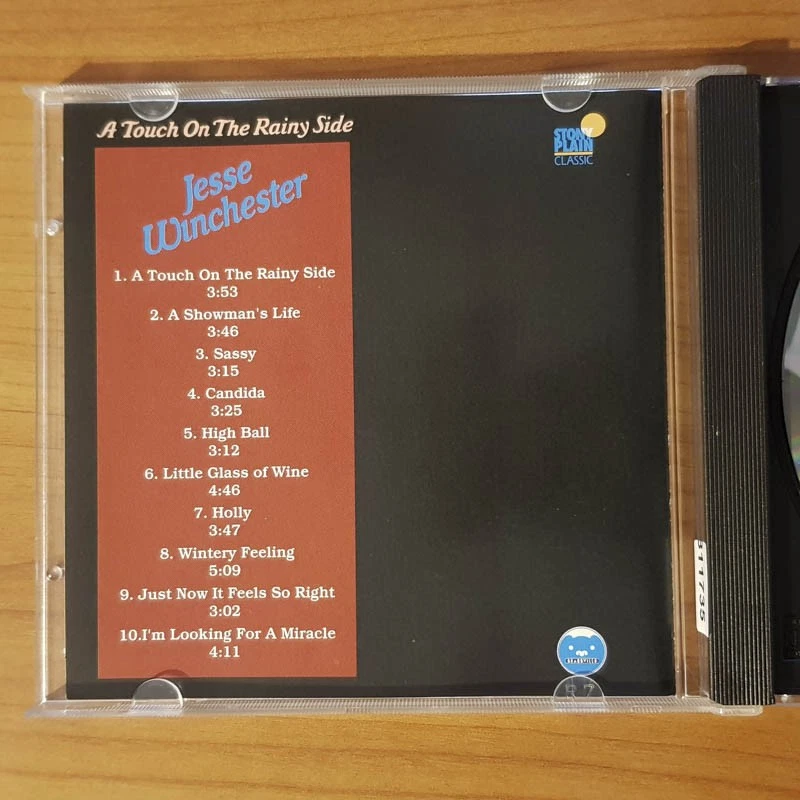 A Touch On The Rainy Side
STONY
PLAIN
CLASSIC
Jesse
Winchester
1. A Touch On The Rainy Side
3:53
2. A Showman's Life
3:46
3. Sassy
3:15
4. Candida
3:25
5. High Ball
3:12
6. Little Glass of Wine
4:46
7. Holly
3:47
8. Wintery Feeling
5:09
9. Just Now It Feels So Right
3:02
10.I'm Looking For A Miracle
4:11
BEARSVILLE
R 7